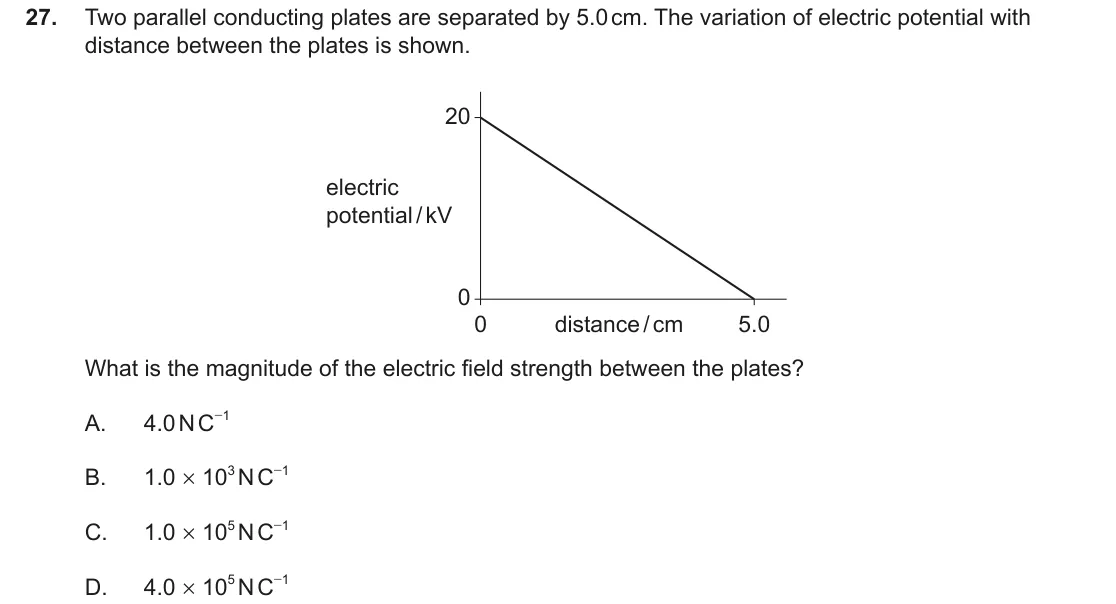 27. Two parallel conducting plates are separated by 5.0 cm. The variation of electric potential with
distance between the plates is shown.
20
electric
potential / kV
0
0 distance / cm 5.0
What is the magnitude of the electric field strength between the plates?
A. 4.0 N C⁻¹
B. 1.0 × 10³ N C⁻¹
C. 1.0 × 10⁵ N C⁻¹
D. 4.0 × 10⁵ N C⁻¹